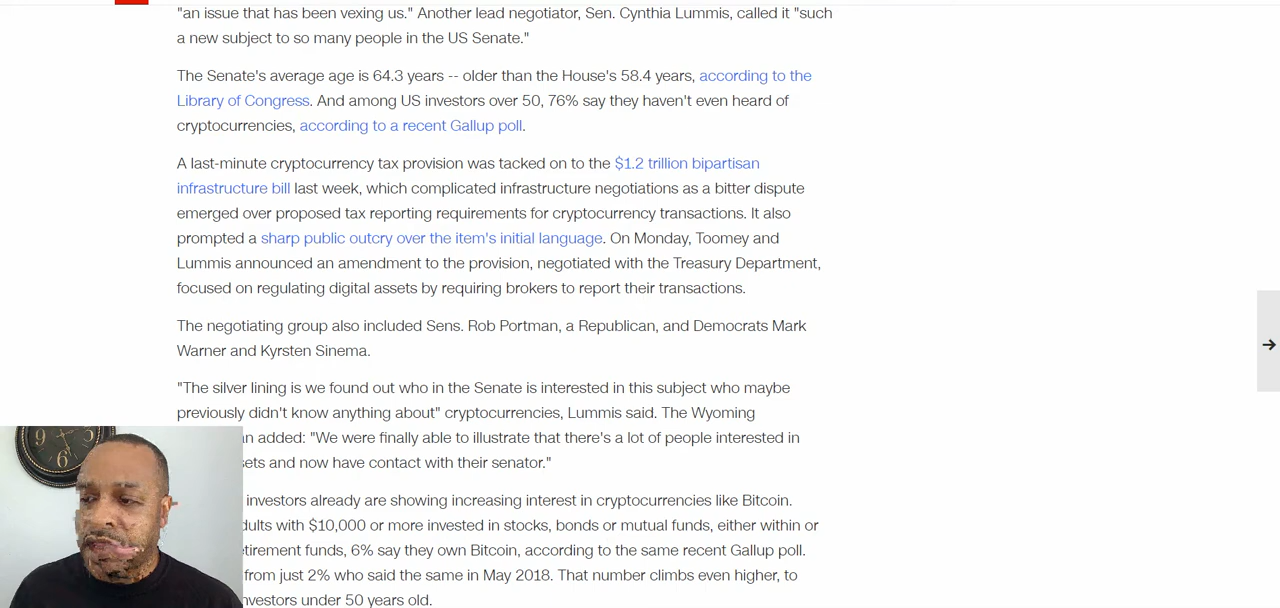 "an issue that has been vexing us." Another lead negotiator, Sen. Cynthia Lummis, called it "such
a new subject to so many people in the US Senate."
The Senate's average age is 64.3 years -- older than the House's 58.4 years, according to the
Library of Congress. And among US investors over 50, 76% say they haven't even heard of
cryptocurrencies, according to a recent Gallup poll.
A last-minute cryptocurrency tax provision was tacked on to the $1.2 trillion bipartisan
infrastructure bill last week, which complicated infrastructure negotiations as a bitter dispute
emerged over proposed tax reporting requirements for cryptocurrency transactions. It also
prompted a sharp public outcry over the item's initial language. On Monday, Toomey and
Lummis announced an amendment to the provision, negotiated with the Treasury Department,
focused on regulating digital assets by requiring brokers to report their transactions.
The negotiating group also included Sens. Rob Portman, a Republican, and Democrats Mark
Warner and Kyrsten Sinema.
"The silver lining is we found out who in the Senate is interested in this subject who maybe
previously didn't know anything about" cryptocurrencies, Lummis said. The Wyoming
added: "We were finally able to illustrate that there's a lot of people interested in
and now have contact with their senator."
investors already are showing increasing interest in cryptocurrencies like Bitcoin.
with $10,000 or more invested in stocks, bonds or mutual funds, either within or
funds, 6% say they own Bitcoin, according to the same recent Gallup poll.
from just 2% who said the same in May 2018. That number climbs even higher, to
under 50 years old.
9
6